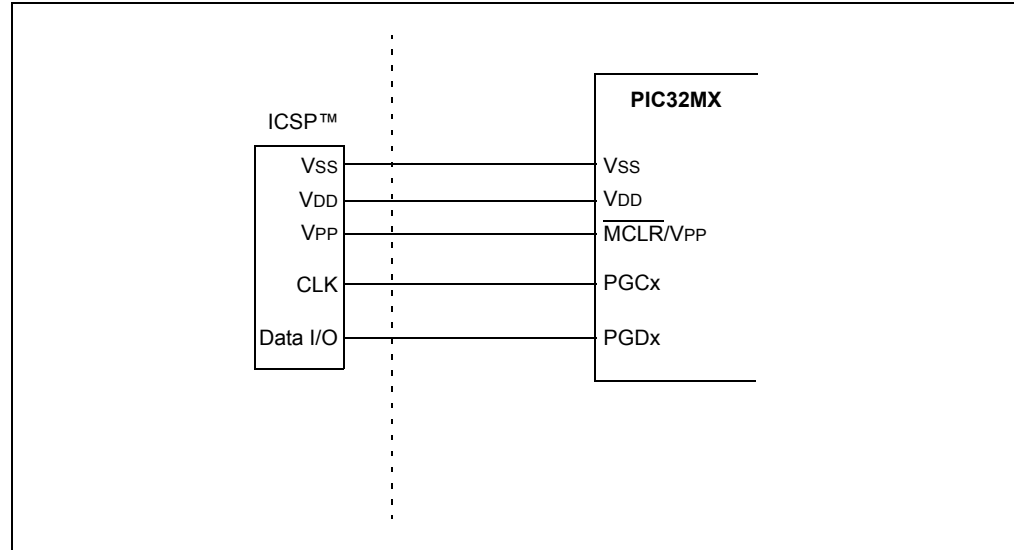 PIC32MX
ICSP™
VSS
VSS
VDD
VDD
VPP
MCLR/VPP
CLK
PGCx
Data I/O
PGDx